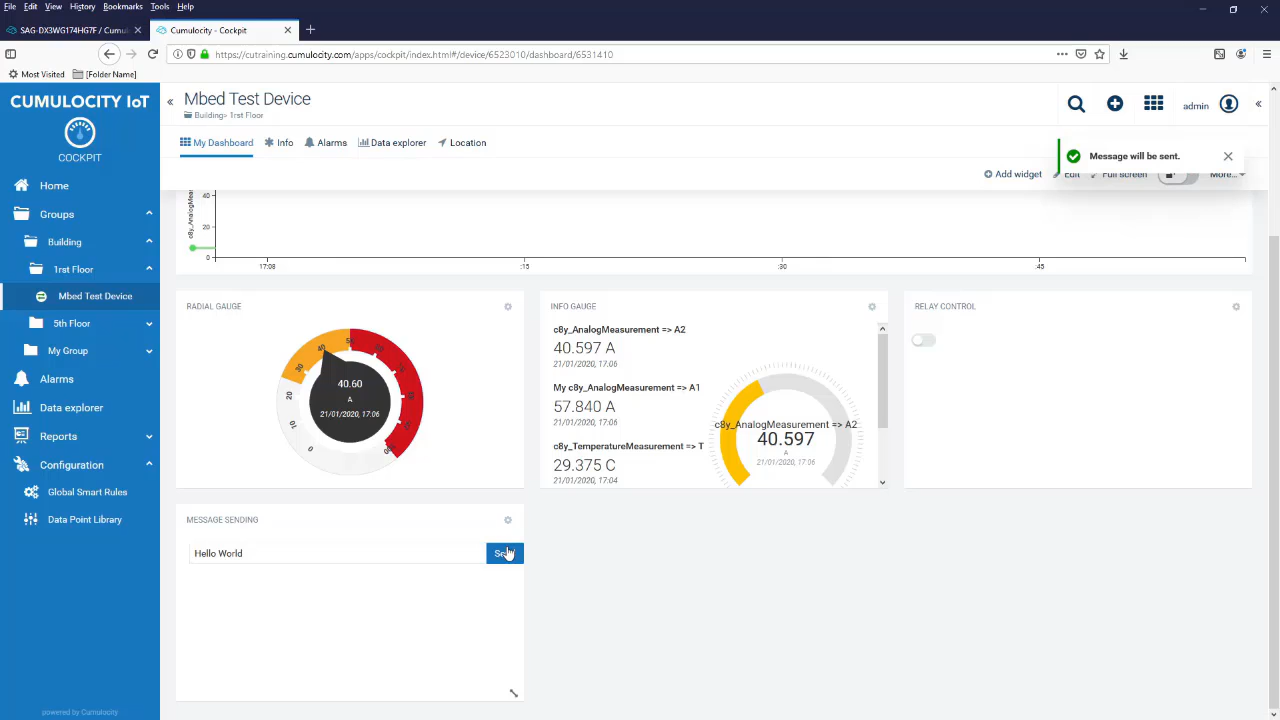 File Edit View History Bookmarks Tools Help
SAG-DX3WG174HG7F / Cumul
Cumulocity - Cockpit
https://cutraining.cumulocity.com/apps/cockpit/index.html#/device/6523010/dashboard/6531410
Most Visited [Folder Name]
CUMULOCITY IoT
COCKPIT
Home
Groups
Building
1rst Floor
Mbed Test Device
5th Floor
My Group
Alarms
Data explorer
Reports
Configuration
Global Smart Rules
Data Point Library
powered by Cumulocity
Mbed Test Device
Building> 1rst Floor
admin
My Dashboard Info Alarms Data explorer Location
Message will be sent.
Add widget Edit Full screen More...
c8y_AnalogMeas
40
20
0
17:08 :15 :30 :45
RADIAL GAUGE
0 10 20 30 40
40.60
A
21/01/2020, 17:06
INFO GAUGE
c8y_AnalogMeasurement => A2
40.597 A
21/01/2020, 17:06
My c8y_AnalogMeasurement => A1
57.840 A
21/01/2020, 17:06
c8y_TemperatureMeasurement => T
29.375 C
21/01/2020, 17:04
c8y_AnalogMeasurement => A2
40.597
A
21/01/2020, 17:06
RELAY CONTROL
MESSAGE SENDING
Hello World